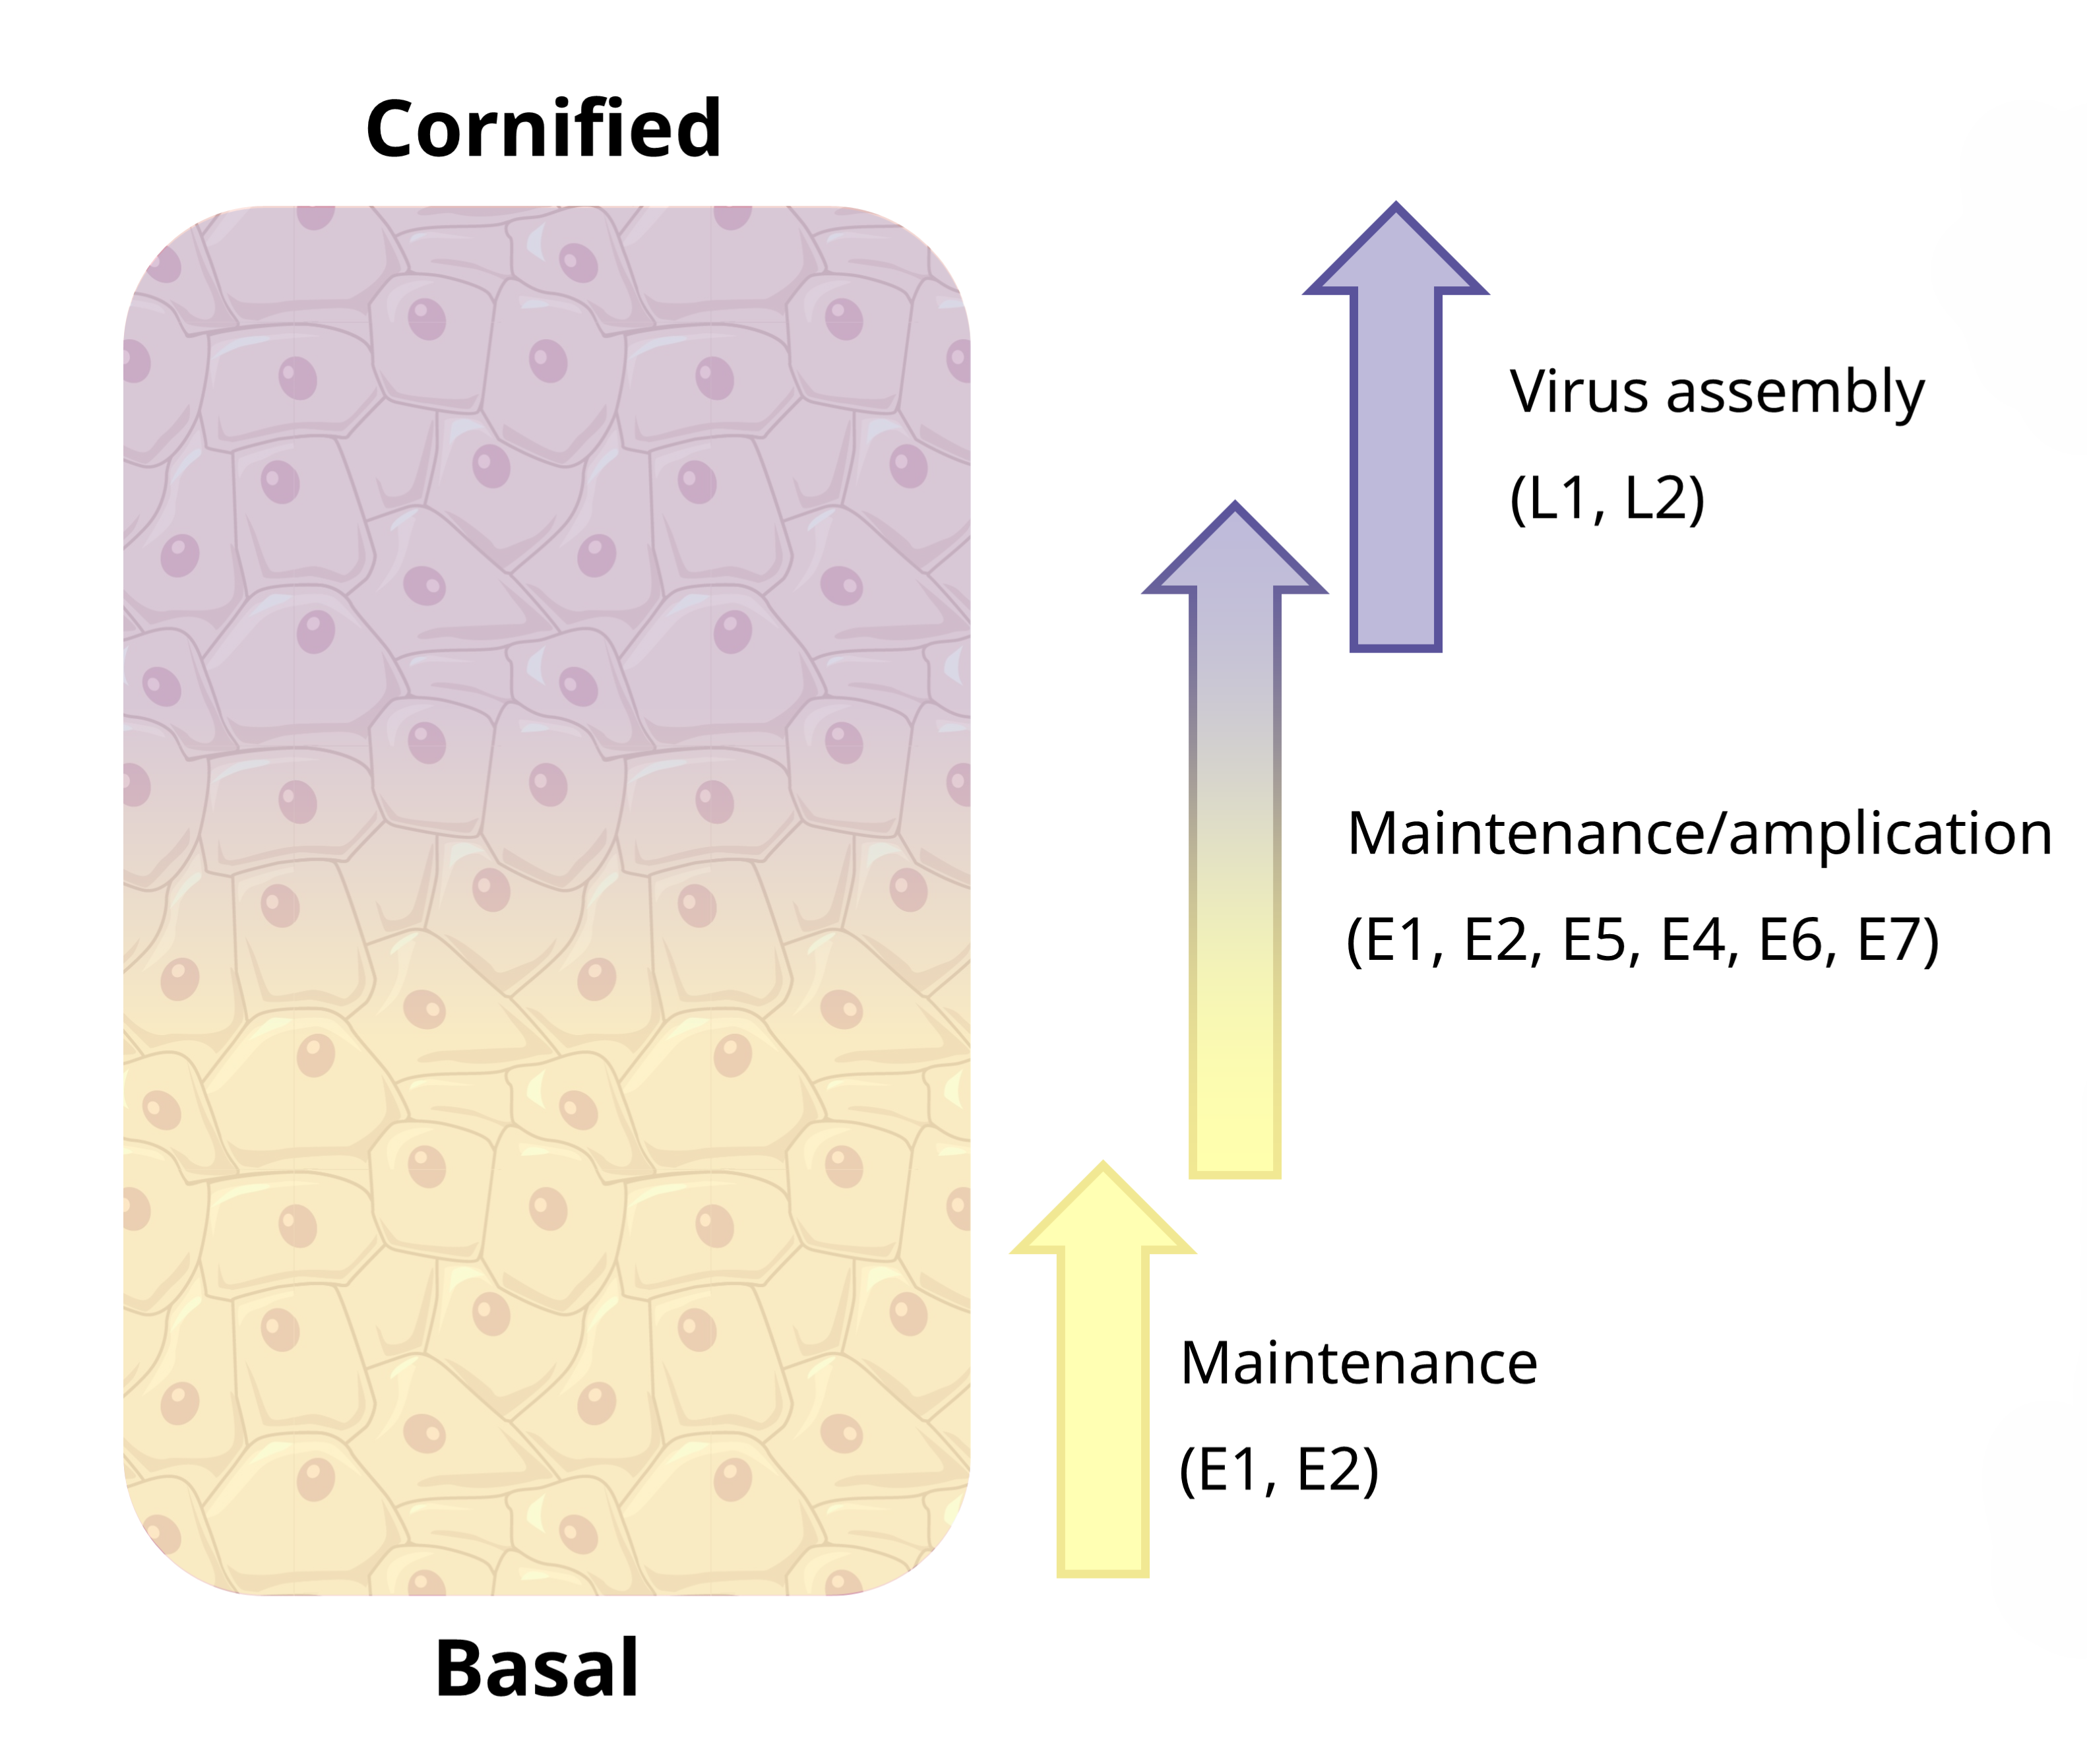 Cornified
Virus assembly
(L1, L2)
Maintenance/amplication
(E1, E2, E5, E4, E6, E7)
Maintenance
(E1, E2)
Basal